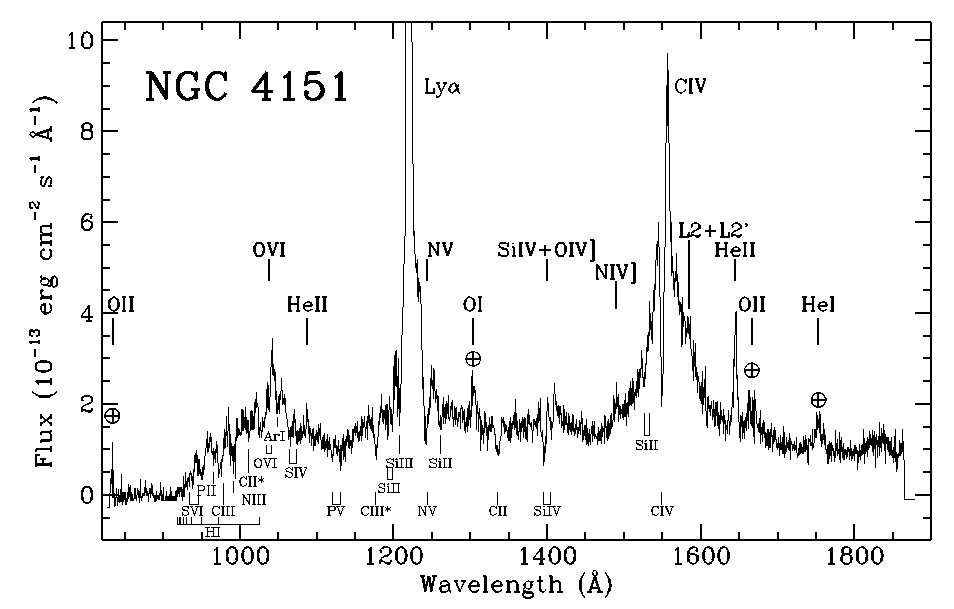 NGC 4151
Lyα
CIV
L2+L2'
OVI
NV
SiIV+OIV]
HeII
NIV]
OII
HeII
OI
OII
HeI
ArI
OVI
SIV
SiIII
SiII
SiII
PII
CII*
SiII
NIII
SVI
CIII
PV
CIII*
NV
CII
SiIV
CIV
HI
10
8
6
4
2
0
Flux (10⁻¹³ erg cm⁻² s⁻¹ Å⁻¹)
1000
1200
1400
1600
1800
Wavelength (Å)